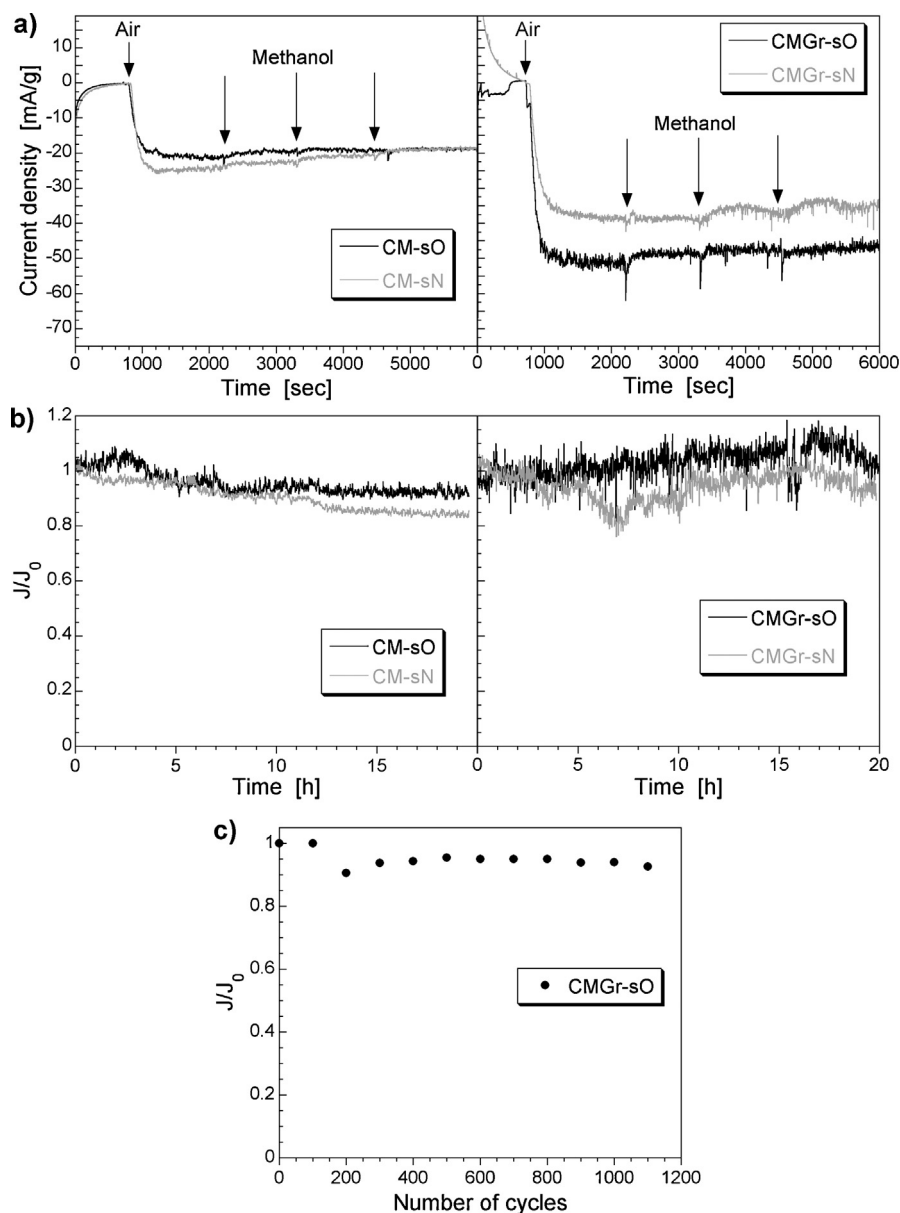 a)
Air
Methanol
Current density [mA/g]
0
-10
-20
-30
-40
-50
-60
-70
CM-sO
CM-sN
0
1000
2000
3000
4000
5000
Time [sec]
Air
CMGr-sO
CMGr-sN
Methanol
0
1000
2000
3000
4000
5000
6000
Time [sec]
b)
J/J0
1.2
1
0.8
0.6
0.4
0.2
0
CM-sO
CM-sN
0
5
10
15
Time [h]
CMGr-sO
CMGr-sN
0
5
10
15
20
Time [h]
c)
J/J0
1
0.8
0.6
0.4
0.2
0
CMGr-sO
0
200
400
600
800
1000
1200
Number of cycles